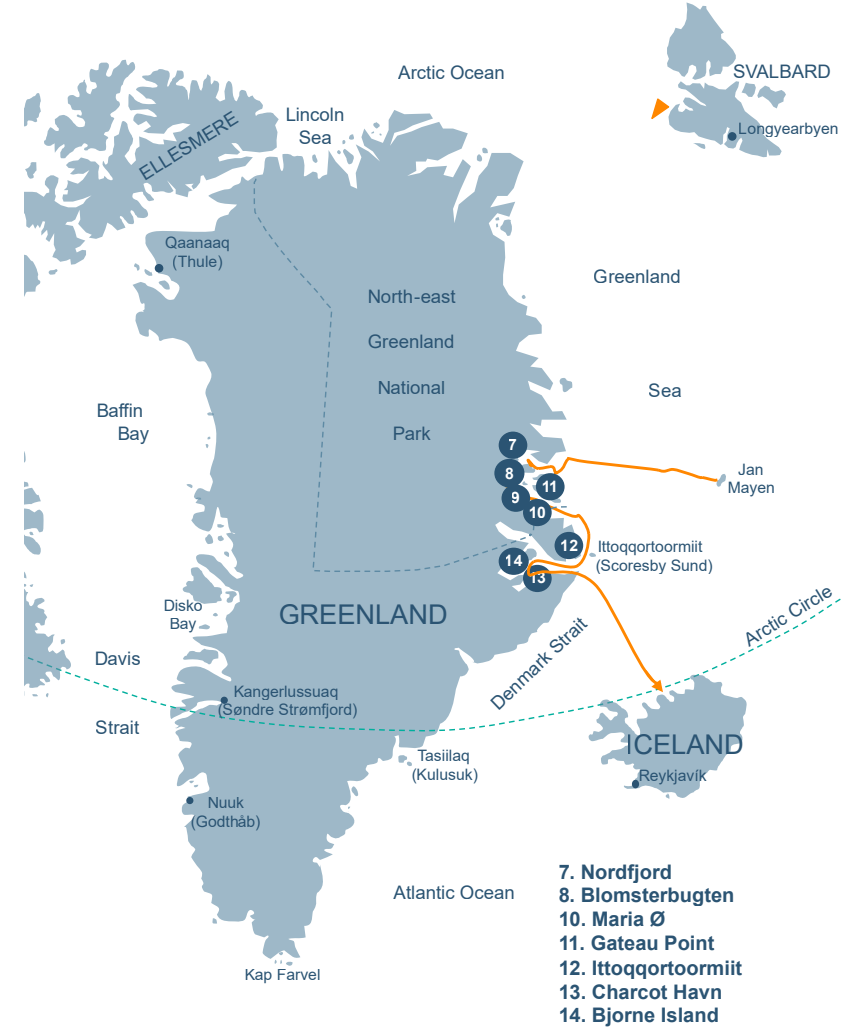 Arctic Ocean
SVALBARD
Longyearbyen
Lincoln
Sea
ELLESMERE
Qaanaaq
(Thule)
North-east
Greenland
National
Park
Greenland
Sea
Baffin
Bay
Jan
Mayen
7
8
9
10
11
12
13
14
Ittoqqortoormiit
(Scoresby Sund)
Disko
Bay
GREENLAND
Arctic Circle
Denmark Strait
Davis
Strait
Kangerlussuaq
(Søndre Strømfjord)
Tasiilaq
(Kulusuk)
ICELAND
Reykjavík
Nuuk
(Godthåb)
Atlantic Ocean
Kap Farvel
7. Nordfjord
8. Blomsterbugten
10. Maria Ø
11. Gateau Point
12. Ittoqqortoormiit
13. Charcot Havn
14. Bjorne Island